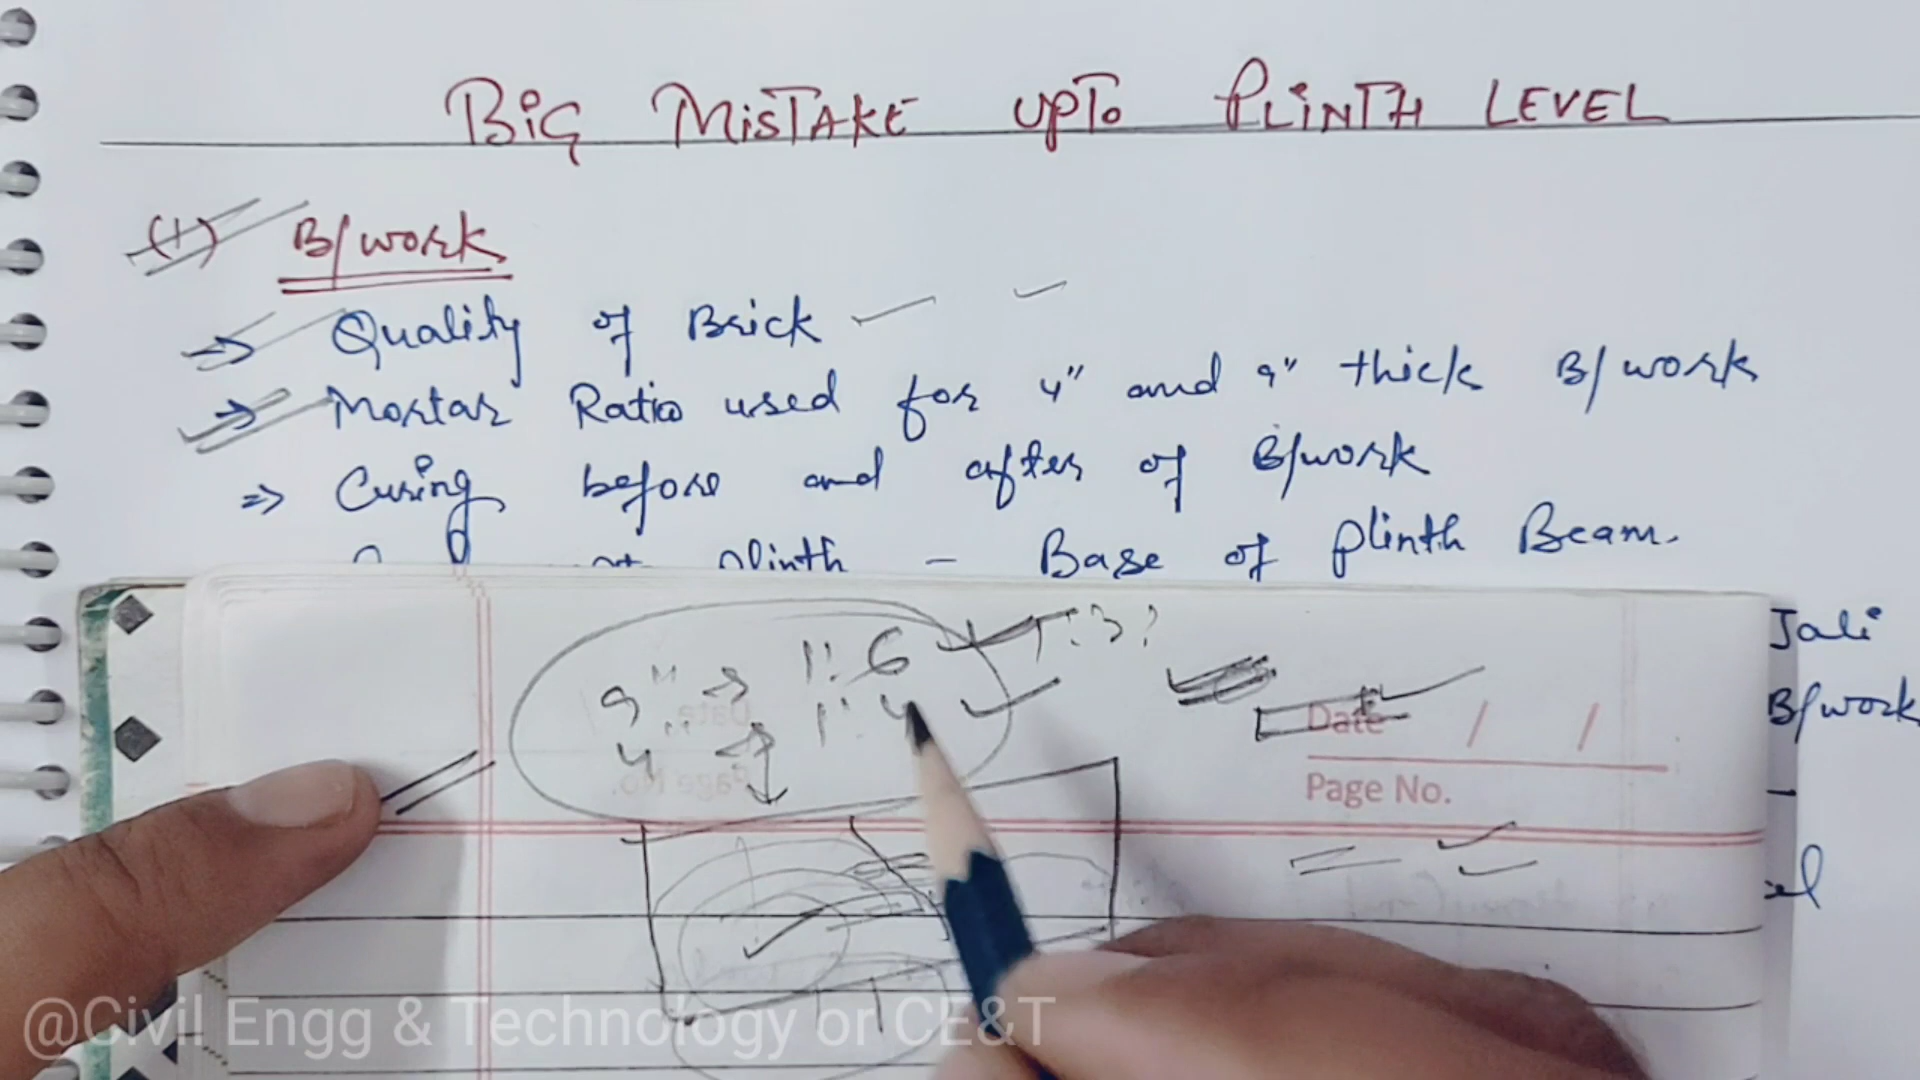 BIG MISTAKE UPTO PLINTH LEVEL
(1) B/work
⇒ Quality of Brick
⇒ Mortar Ratio used for 4" and 9" thick B/work
⇒ Curing before and after of B/work
plinth - Base of plinth Beam.
Jali
9" → 1:6 1:3
B/work
4" → 1:4
Date / /
Page No.
@Civil Engg & Technology or CE&T